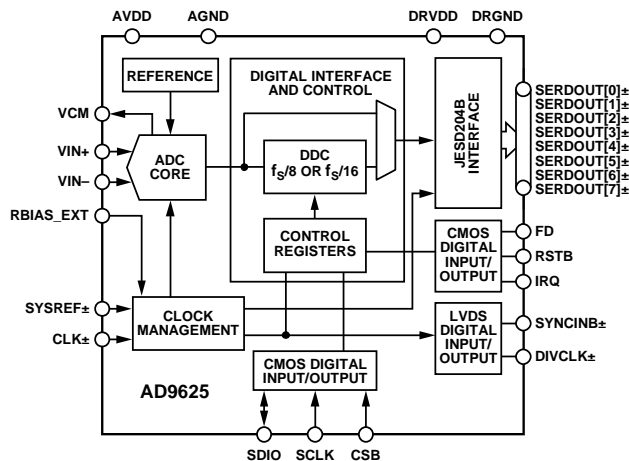 AVDD
AGND
DRVDD
DRGND
REFERENCE
DIGITAL INTERFACE
AND CONTROL
JESD204B
INTERFACE
SERDOUT[0]±
SERDOUT[1]±
SERDOUT[2]±
SERDOUT[3]±
SERDOUT[4]±
SERDOUT[5]±
SERDOUT[6]±
SERDOUT[7]±
VCM
VIN+
VIN–
ADC
CORE
DDC
fS/8 OR fS/16
RBIAS_EXT
CONTROL
REGISTERS
CMOS
DIGITAL
INPUT/
OUTPUT
FD
RSTB
IRQ
SYSREF±
CLK±
CLOCK
MANAGEMENT
LVDS
DIGITAL
INPUT/
OUTPUT
SYNCINB±
DIVCLK±
CMOS DIGITAL
INPUT/OUTPUT
AD9625
SDIO
SCLK
CSB